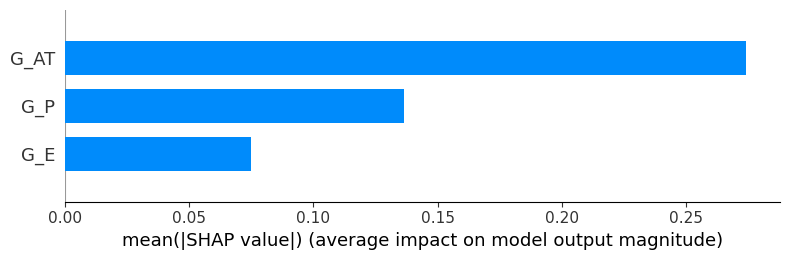 G_AT
G_P
G_E
0.00 0.05 0.10 0.15 0.20 0.25
mean(|SHAP value|) (average impact on model output magnitude)